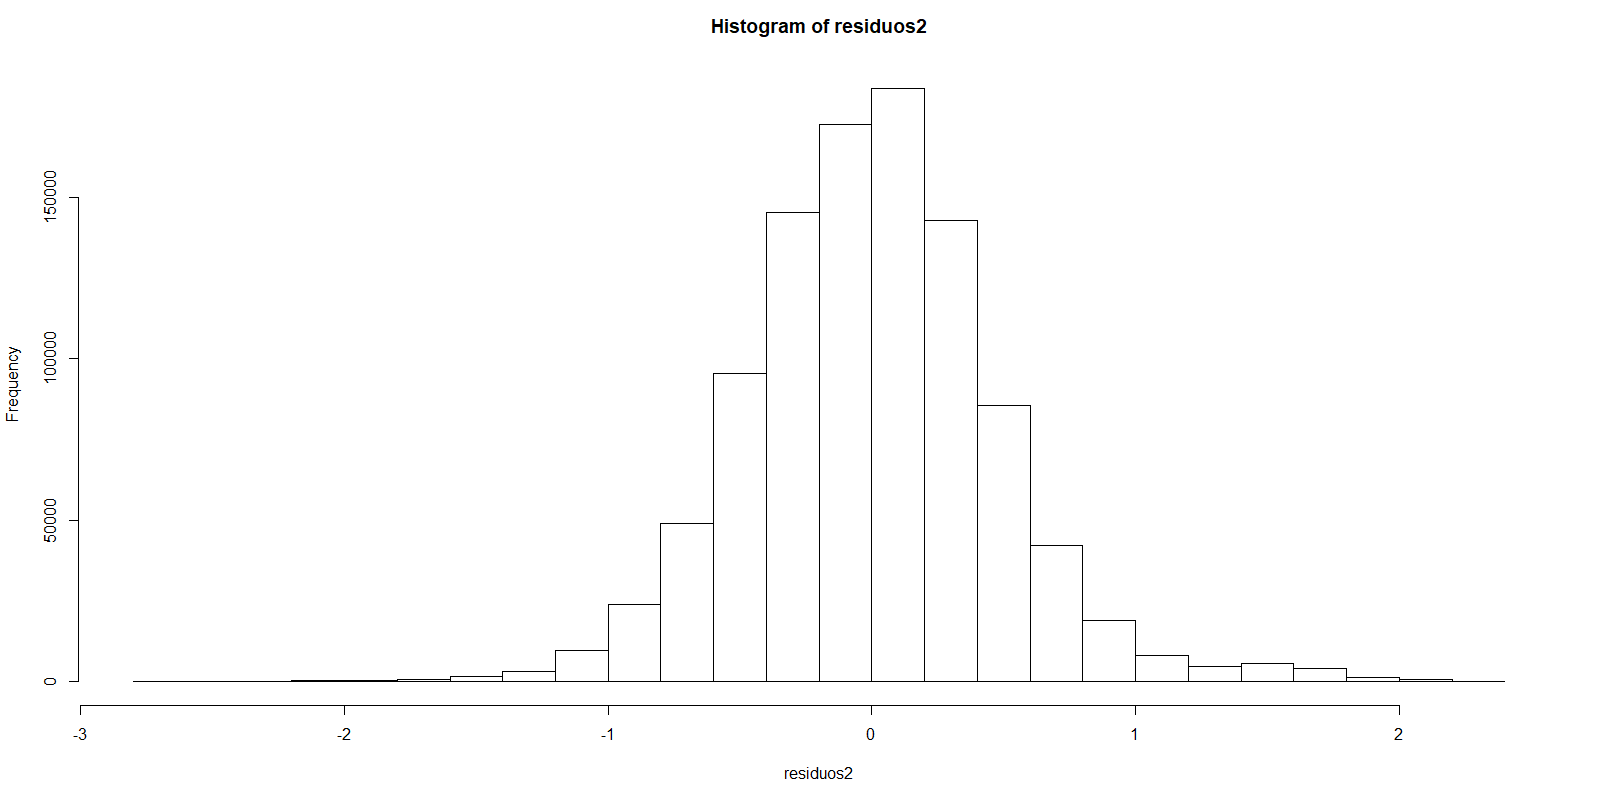 Histogram of residuos2
Frequency
150000
100000
50000
0
-3 -2 -1 0 1 2
residuos2